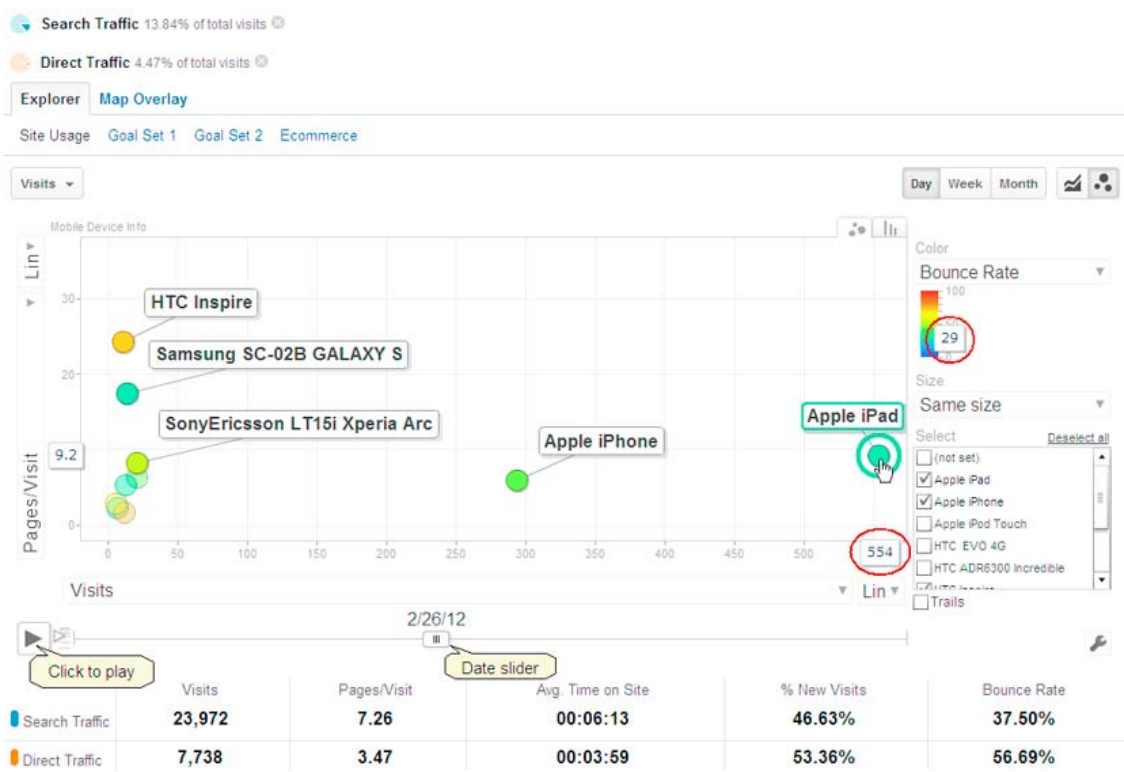 Search Traffic 13.84% of total visits
Direct Traffic 4.47% of total visits
Explorer Map Overlay
Site Usage Goal Set 1 Goal Set 2 Ecommerce
Visits Day Week Month
Mobile Device Info
Lin
Color
Bounce Rate
100
50
29
0
30
HTC Inspire
Samsung SC-02B GALAXY S
20
Size
Same size
SonyEricsson LT15i Xperia Arc
Apple iPhone
Apple iPad
9.2
Pages/Visit
0
Select Deselect all
(not set)
Apple iPad
Apple iPhone
Apple iPod Touch
HTC EVO 4G
HTC ADR6300 Incredible
HTC Inspire
Trails
0 50 100 150 200 250 300 350 400 450 500 554
Visits Lin
2/26/12
Click to play
Date slider
Visits Pages/Visit Avg. Time on Site % New Visits Bounce Rate
Search Traffic 23,972 7.26 00:06:13 46.63% 37.50%
Direct Traffic 7,738 3.47 00:03:59 53.36% 56.69%